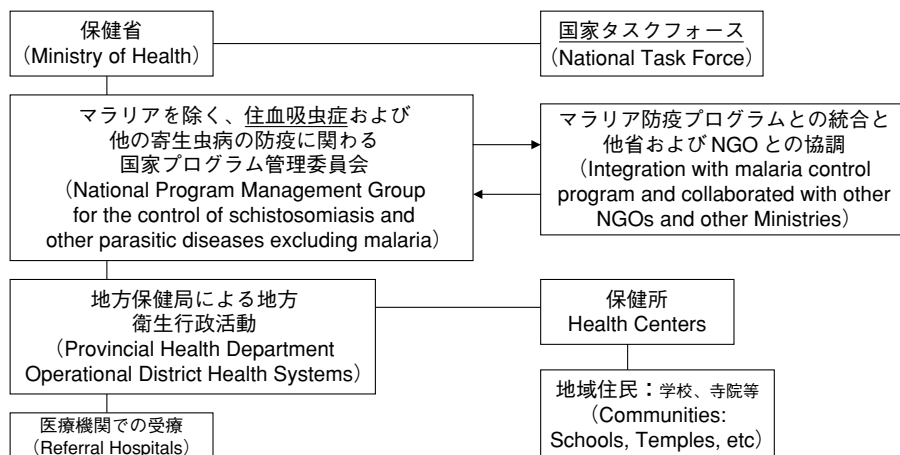 保健省
(Ministry of Health)
国家タスクフォース
(National Task Force)
マラリアを除く、住血吸虫症および
他の寄生虫病の防疫に関わる
国家プログラム管理委員会
(National Program Management Group
for the control of schistosomiasis and
other parasitic diseases excluding malaria)
マラリア防疫プログラムとの統合と
他省および NGO との協調
(Integration with malaria control
program and collaborated with other
NGOs and other Ministries)
地方保健局による地方
衛生行政活動
(Provincial Health Department
Operational District Health Systems)
保健所
Health Centers
医療機関での受療
(Referral Hospitals)
地域住民：学校、寺院等
(Communities:
Schools, Temples, etc)